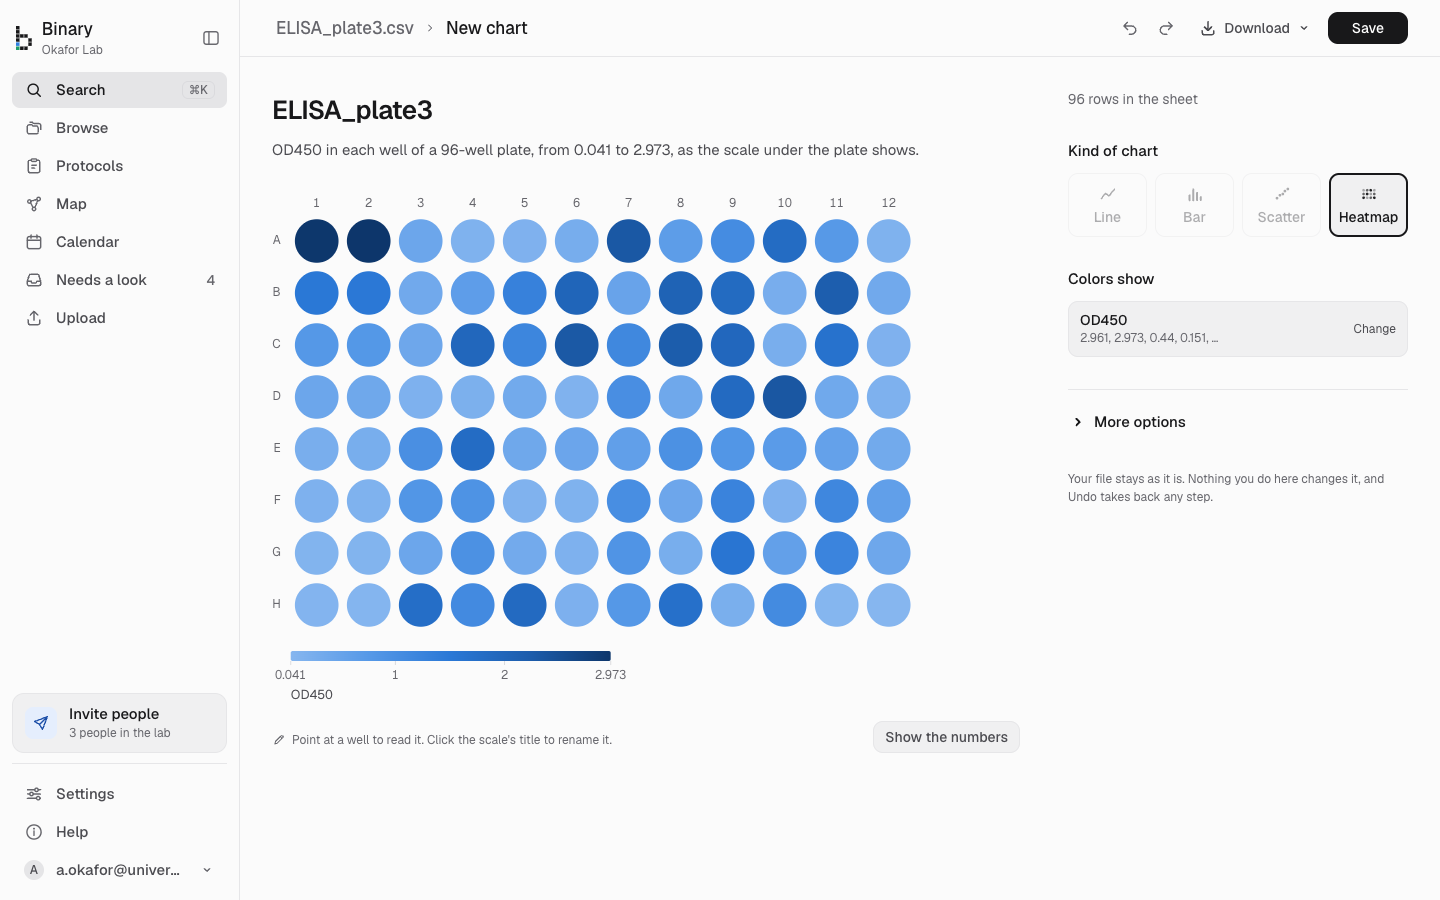 Binary
Okafor Lab
Search ⌘K
Browse
Protocols
Map
Calendar
Needs a look 4
Upload
Invite people
3 people in the lab
Settings
Help
A a.okafor@univer...
ELISA_plate3.csv › New chart
Download
Save
ELISA_plate3
OD450 in each well of a 96-well plate, from 0.041 to 2.973, as the scale under the plate shows.
1 2 3 4 5 6 7 8 9 10 11 12
A
B
C
D
E
F
G
H
0.041 1 2 2.973
OD450
Point at a well to read it. Click the scale's title to rename it.
Show the numbers
96 rows in the sheet
Kind of chart
Line Bar Scatter Heatmap
Colors show
OD450
2.961, 2.973, 0.44, 0.151, ...
Change
More options
Your file stays as it is. Nothing you do here changes it, and
Undo takes back any step.